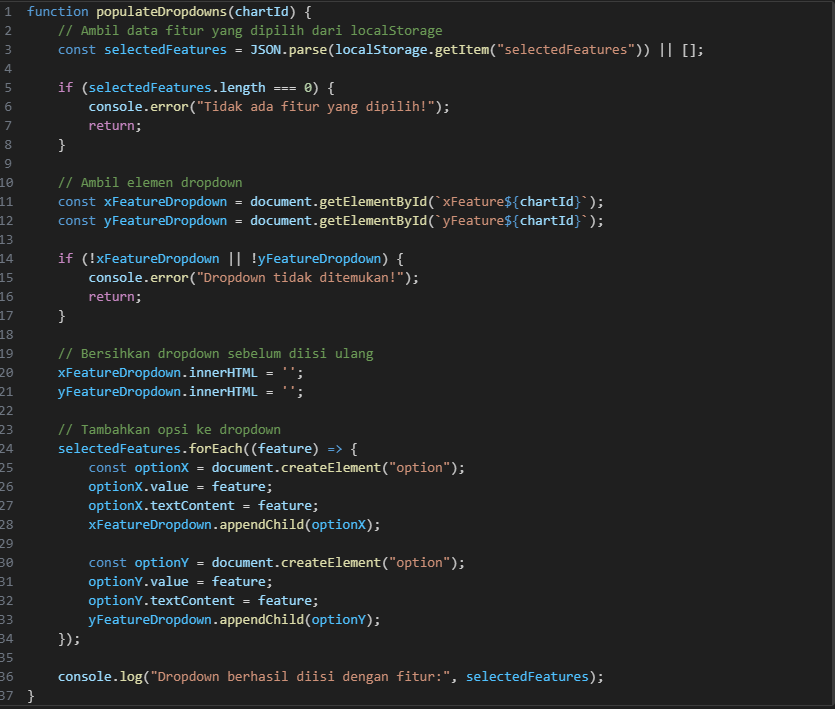 1 function populateDropdowns(chartId) {
2     // Ambil data fitur yang dipilih dari localStorage
3     const selectedFeatures = JSON.parse(localStorage.getItem("selectedFeatures")) || [];
4
5     if (selectedFeatures.length === 0) {
6         console.error("Tidak ada fitur yang dipilih!");
7         return;
8     }
9
10     // Ambil elemen dropdown
11     const xFeatureDropdown = document.getElementById(`xFeature${chartId}`);
12     const yFeatureDropdown = document.getElementById(`yFeature${chartId}`);
13
14     if (!xFeatureDropdown || !yFeatureDropdown) {
15         console.error("Dropdown tidak ditemukan!");
16         return;
17     }
18
19     // Bersihkan dropdown sebelum diisi ulang
20     xFeatureDropdown.innerHTML = '';
21     yFeatureDropdown.innerHTML = '';
22
23     // Tambahkan opsi ke dropdown
24     selectedFeatures.forEach((feature) => {
25         const optionX = document.createElement("option");
26         optionX.value = feature;
27         optionX.textContent = feature;
28         xFeatureDropdown.appendChild(optionX);
29
30         const optionY = document.createElement("option");
31         optionY.value = feature;
32         optionY.textContent = feature;
33         yFeatureDropdown.appendChild(optionY);
34     });
35
36     console.log("Dropdown berhasil diisi dengan fitur:", selectedFeatures);
37 }